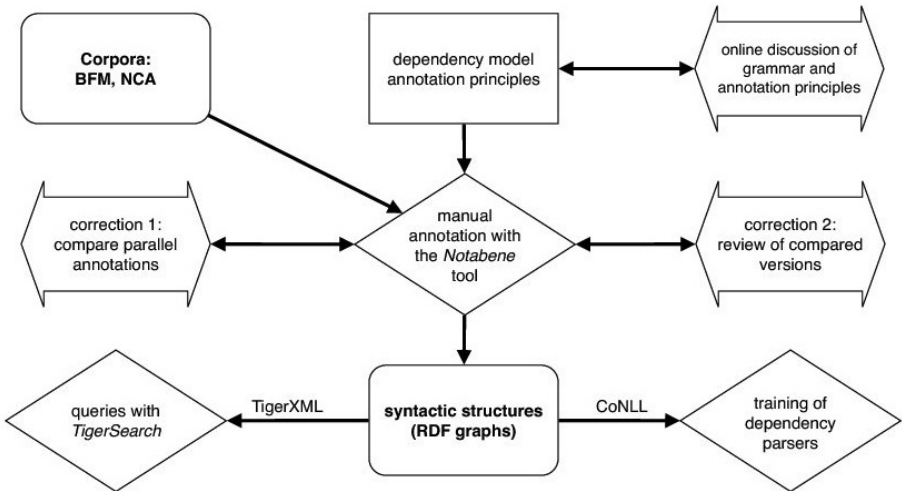 Corpora:
BFM, NCA
dependency model
annotation principles
online discussion of
grammar and
annotation principles
correction 1:
compare parallel
annotations
manual
annotation with
the Notabene
tool
correction 2:
review of compared
versions
queries with
TigerSearch
TigerXML
syntactic structures
(RDF graphs)
CoNLL
training of
dependency
parsers